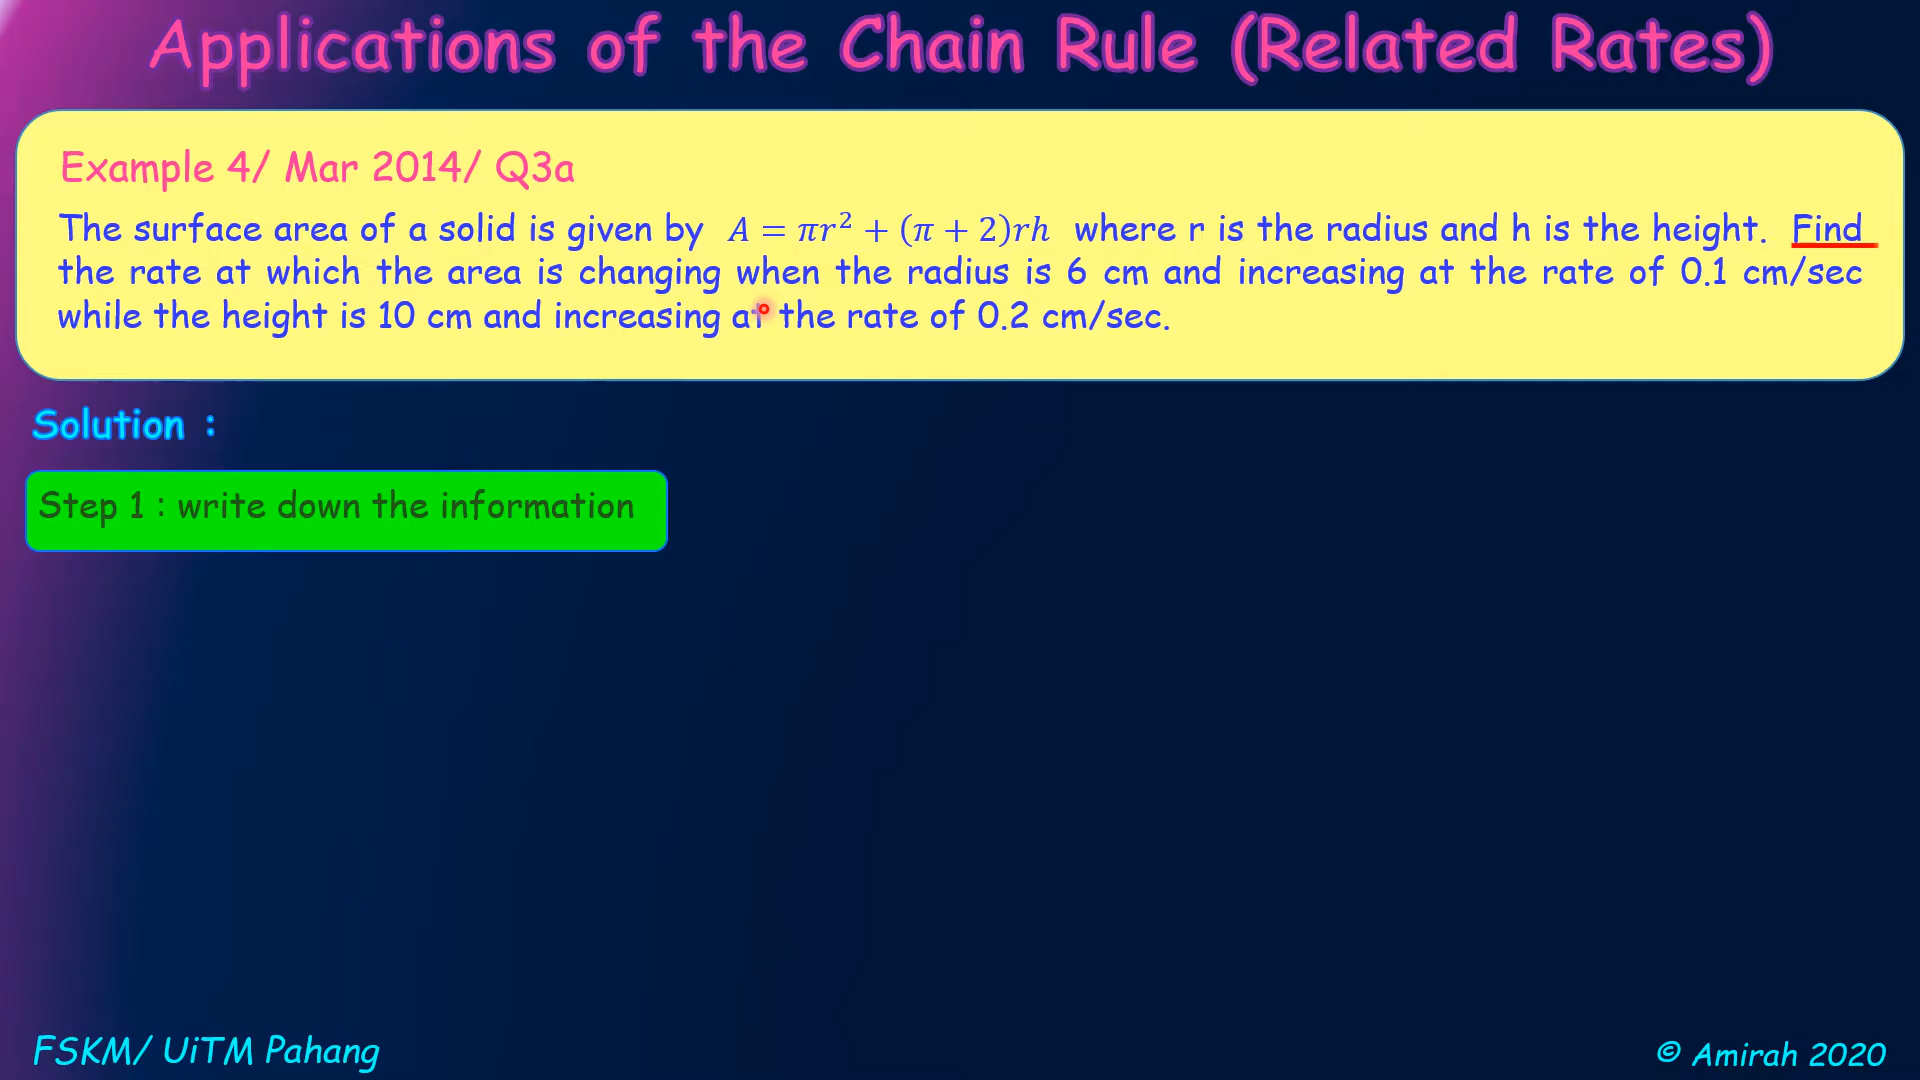 Applications of the Chain Rule (Related Rates)
Example 4/ Mar 2014/ Q3a
The surface area of a solid is given by A = πr² + (π + 2)rh where r is the radius and h is the height. Find
the rate at which the area is changing when the radius is 6 cm and increasing at the rate of 0.1 cm/sec
while the height is 10 cm and increasing at the rate of 0.2 cm/sec.
Solution :
Step 1 : write down the information
FSKM/ UiTM Pahang
© Amirah 2020